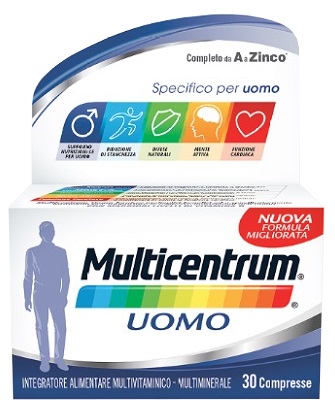 Completo da A a Zinco®
Specifico per uomo
SUPPORTO
NUTRIZIONALE
PER UOMO
RIDUZIONE
DI STANCHEZZA
DIFESE
NATURALI
MENTE
ATTIVA
FUNZIONE
CARDIACA
NUOVA
FORMULA
MIGLIORATA
Multicentrum®
UOMO
INTEGRATORE ALIMENTARE MULTIVITAMINICO - MULTIMINERALE
30 Compresse